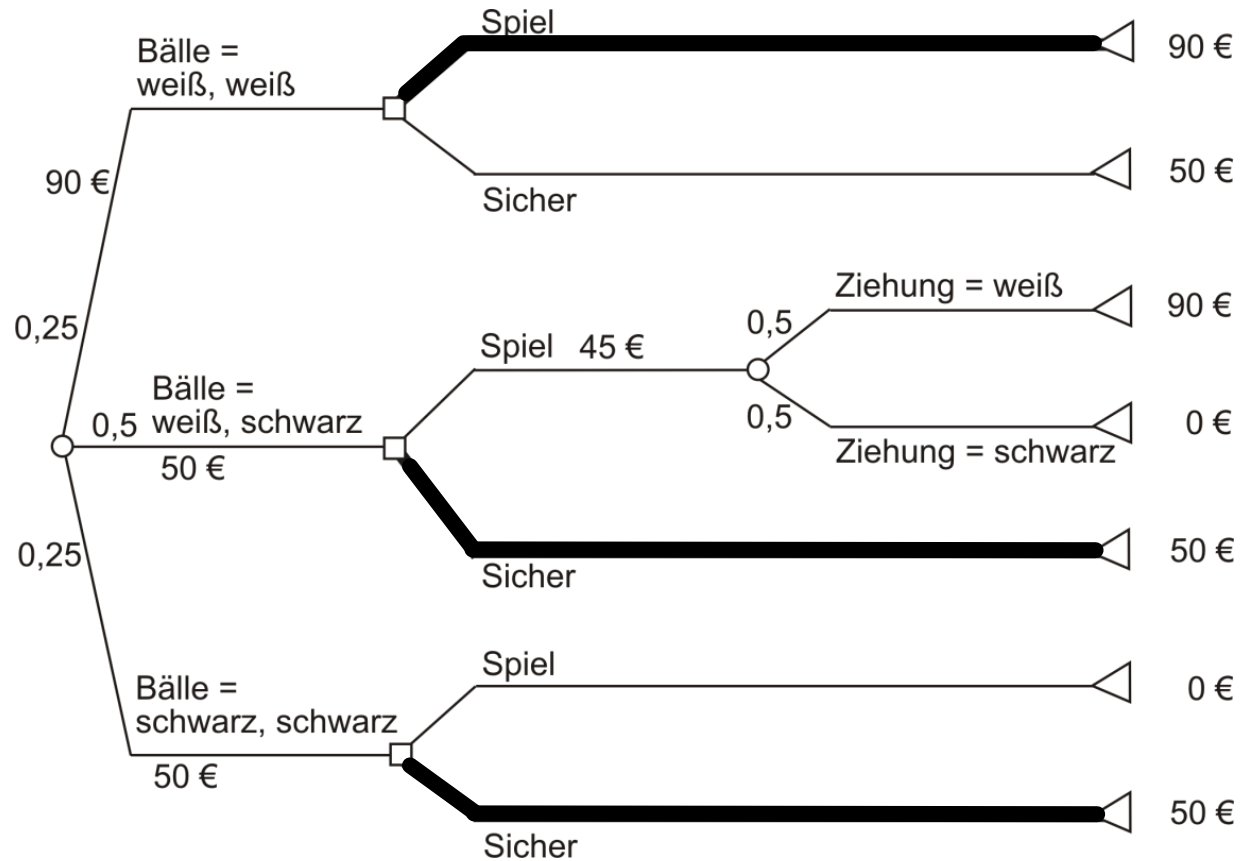 Spiel
90 €
Bälle =
weiß, weiß
50 €
Sicher
90 €
0,25
Ziehung = weiß
90 €
0,5
Spiel 45 €
0,5
0 €
Ziehung = schwarz
Bälle =
weiß, schwarz
0,5
50 €
50 €
Sicher
0,25
Spiel
0 €
Bälle =
schwarz, schwarz
50 €
50 €
Sicher